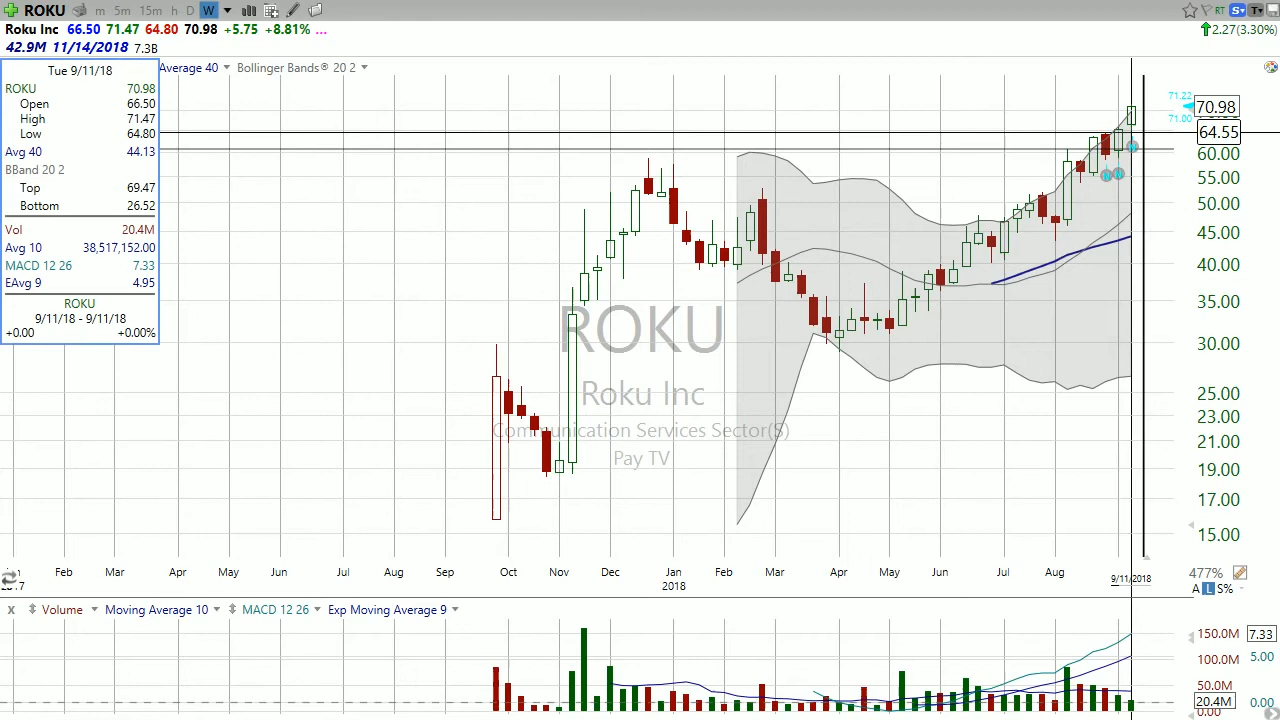 ROKU m 5m 15m h D W RT S T
Roku Inc 66.50 71.47 64.80 70.98 +5.75 +8.81% ...
2.27(3.30%)
42.9M 11/14/2018 7.3B
Average 40 Bollinger Bands® 20 2
Tue 9/11/18
ROKU 70.98
Open 66.50
High 71.47
Low 64.80
Avg 40 44.13
BBand 20 2
Top 69.47
Bottom 26.52
Vol 20.4M
Avg 10 38,517,152.00
MACD 12 26 7.33
EAvg 9 4.95
ROKU
9/11/18 - 9/11/18
+0.00 +0.00%
71.22
71.00
70.98
64.55
60.00
55.00
50.00
45.00
40.00
35.00
30.00
25.00
23.00
21.00
19.00
17.00
15.00
N N N
ROKU
Roku Inc
Communication Services Sector(S)
Pay TV
Feb Mar Apr May Jun Jul Aug Sep Oct Nov Dec Jan Feb Mar Apr May Jun Jul Aug
2018 9/11/2018
477%
A L S%
x Volume Moving Average 10 MACD 12 26 Exp Moving Average 9
150.0M 7.33
100.0M 5.00
50.0M
20.4M 0.00